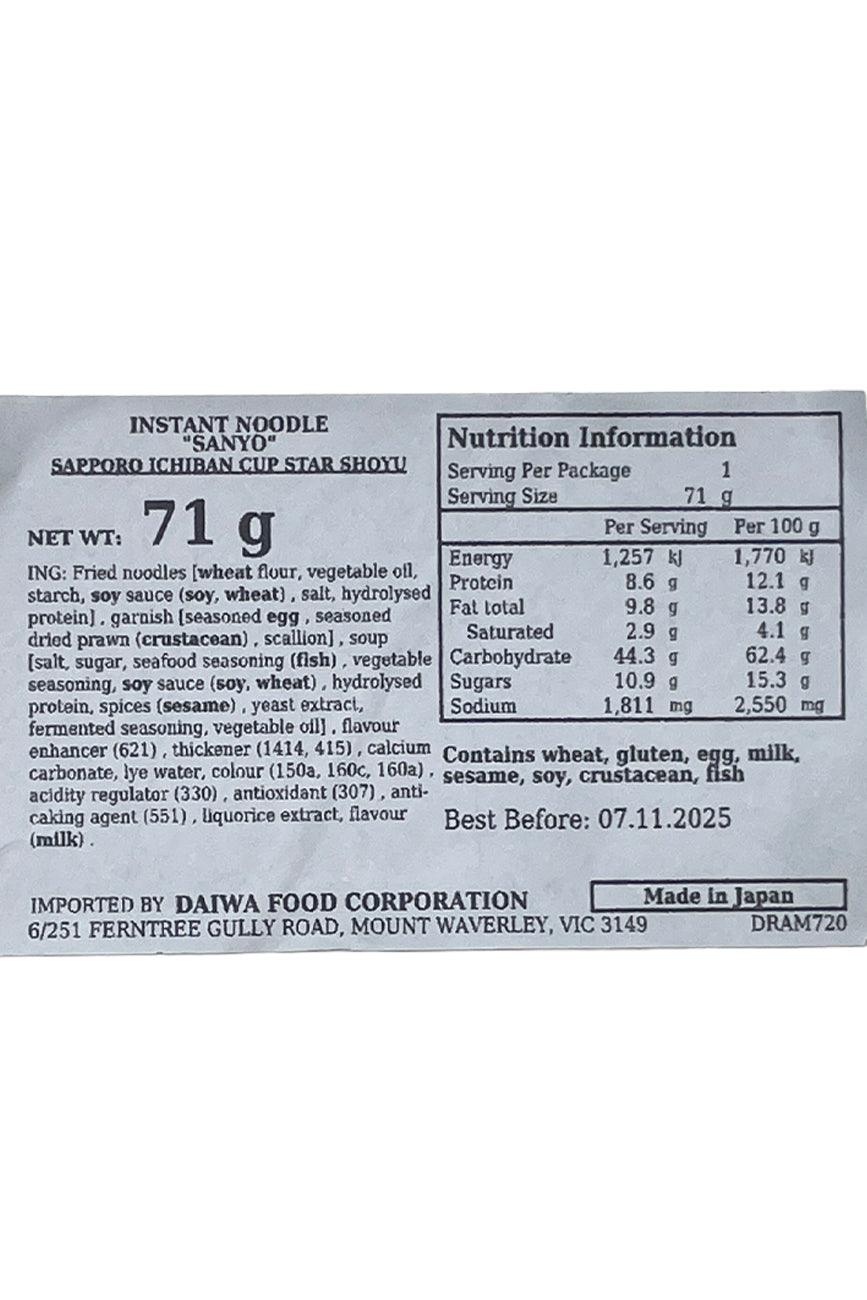 INSTANT NOODLE
"SANYO"
SAPPORO ICHIBAN CUP STAR SHOYU
NET WT: 71 g
ING: Fried noodles [wheat flour, vegetable oil,
starch, soy sauce (soy, wheat) , salt, hydrolysed
protein] , garnish [seasoned egg , seasoned
dried prawn (crustacean) , scallion] , soup
[salt, sugar, seafood seasoning (fish) , vegetable
seasoning, soy sauce (soy, wheat) , hydrolysed
protein, spices (sesame) , yeast extract,
fermented seasoning, vegetable oil] , flavour
enhancer (621) , thickener (1414, 415) , calcium
carbonate, lye water, colour (150a, 160c, 160a) ,
acidity regulator (330) , antioxidant (307) , anti-
caking agent (551) , liquorice extract, flavour
(milk) .
Nutrition Information
Serving Per Package 1
Serving Size 71 g
Per Serving Per 100 g
Energy 1,257 kJ 1,770 kJ
Protein 8.6 g 12.1 g
Fat total 9.8 g 13.8 g
Saturated 2.9 g 4.1 g
Carbohydrate 44.3 g 62.4 g
Sugars 10.9 g 15.3 g
Sodium 1,811 mg 2,550 mg
Contains wheat, gluten, egg, milk,
sesame, soy, crustacean, fish
Best Before: 07.11.2025
IMPORTED BY DAIWA FOOD CORPORATION
6/251 FERNTREE GULLY ROAD, MOUNT WAVERLEY, VIC 3149
Made in Japan
DRAM720